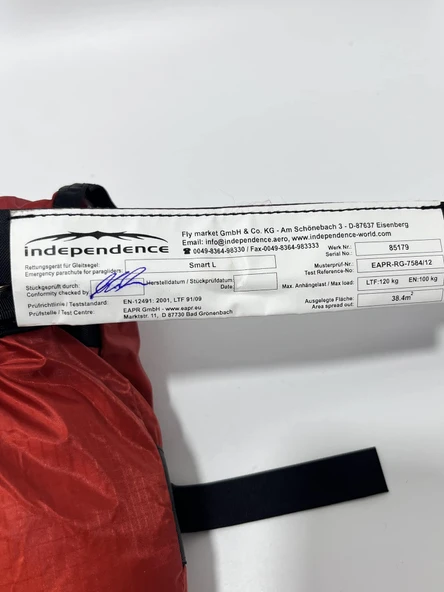 independence
Fly market GmbH & Co. KG - Am Schönebach 3 - D-87637 Eisenberg
Email: info@independence.aero, www.independence-world.com
☎ 0049-8364-98330 / Fax-0049-8364-983333
Werk Nr.:
Serial No.:
85179
Rettungsgerät für Gleitsegel:
Emergency parachute for paragliders:
Smart L
Musterprüf-Nr.:
Test Reference-No:
EAPR-RG-7584/12
Stückgeprüft durch:
Conformity checked by
Herstelldatum / Stückprüfdatum:
Date
Max. Anhängelast / Max load:
LTF:120 kg
EN:100 kg
Prüfrichtlinie / Teststandard:
EN-12491: 2001, LTF 91/09
Prüfstelle / Test Centre:
EAPR GmbH - www.eapr.eu
Marktstr. 11, D 87730 Bad Grönenbach
Ausgelegte Fläche:
Area spread out:
38.4m²